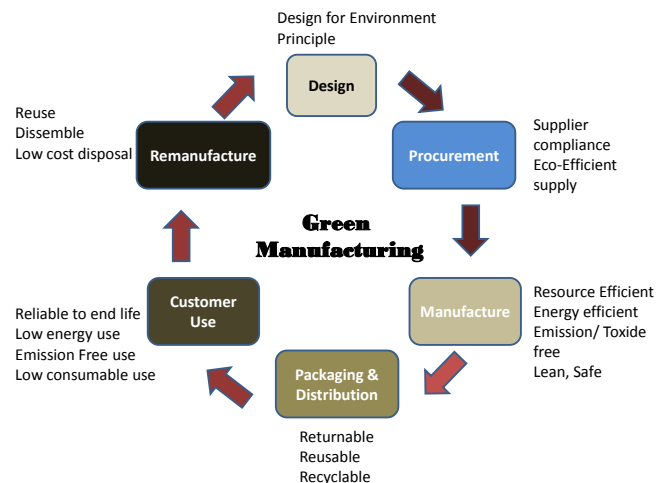 Design for Environment
Principle
Design
Reuse
Dissemble
Low cost disposal
Remanufacture
Procurement
Supplier
compliance
Eco-Efficient
supply
Green
Manufacturing
Customer
Use
Manufacture
Resource Efficient
Energy efficient
Emission/ Toxide
free
Lean, Safe
Reliable to end life
Low energy use
Emission Free use
Low consumable use
Packaging &
Distribution
Returnable
Reusable
Recyclable